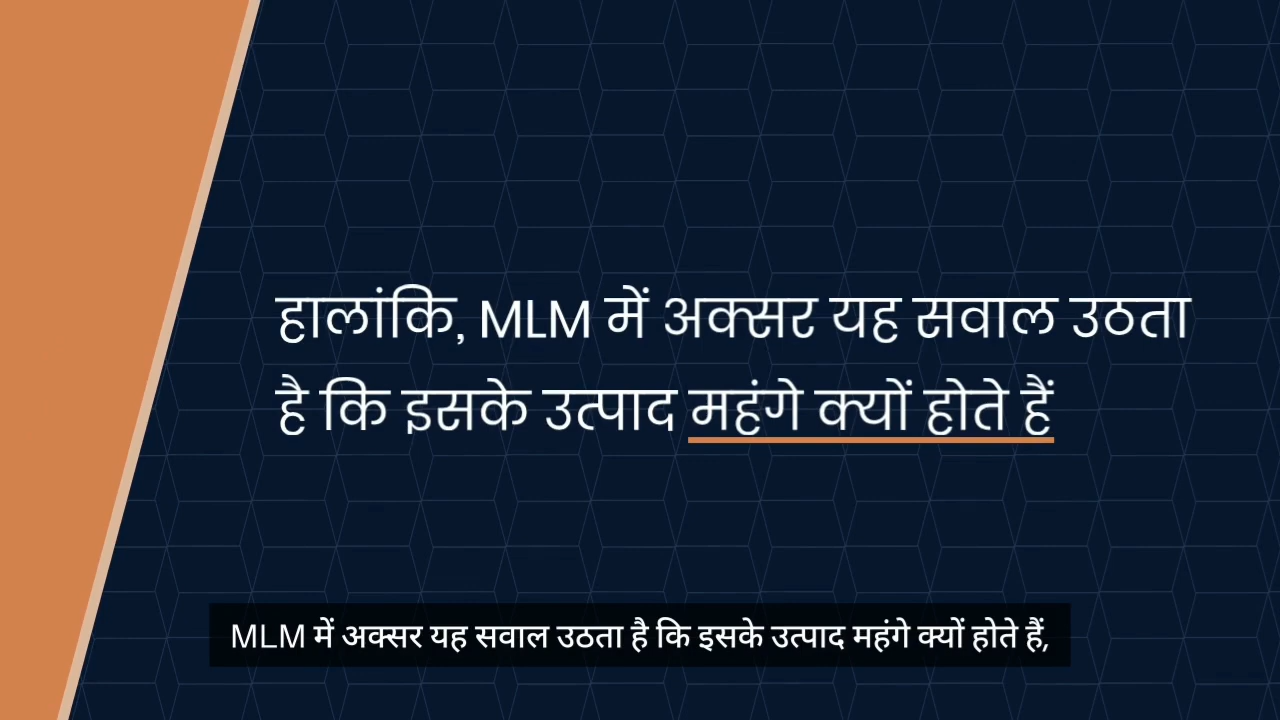 हालांकि, MLM में अक्सर यह सवाल उठता
है कि इसके उत्पाद महंगे क्यों होते हैं
MLM में अक्सर यह सवाल उठता है कि इसके उत्पाद महंगे क्यों होते हैं,